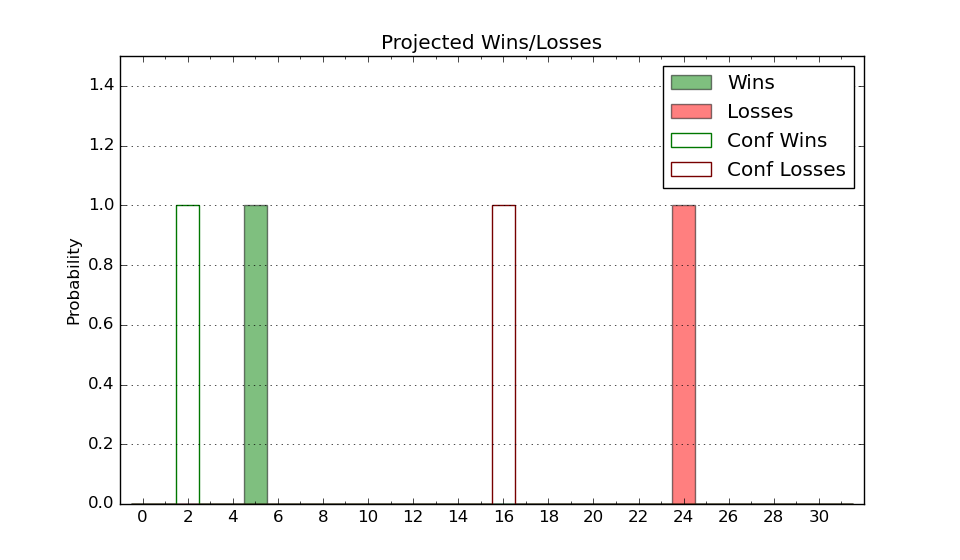 Projected Wins/Losses
Wins
Losses
Conf Wins
Conf Losses
Probability
1.4
1.2
1.0
0.8
0.6
0.4
0.2
0.0
0 2 4 6 8 10 12 14 16 18 20 22 24 26 28 30